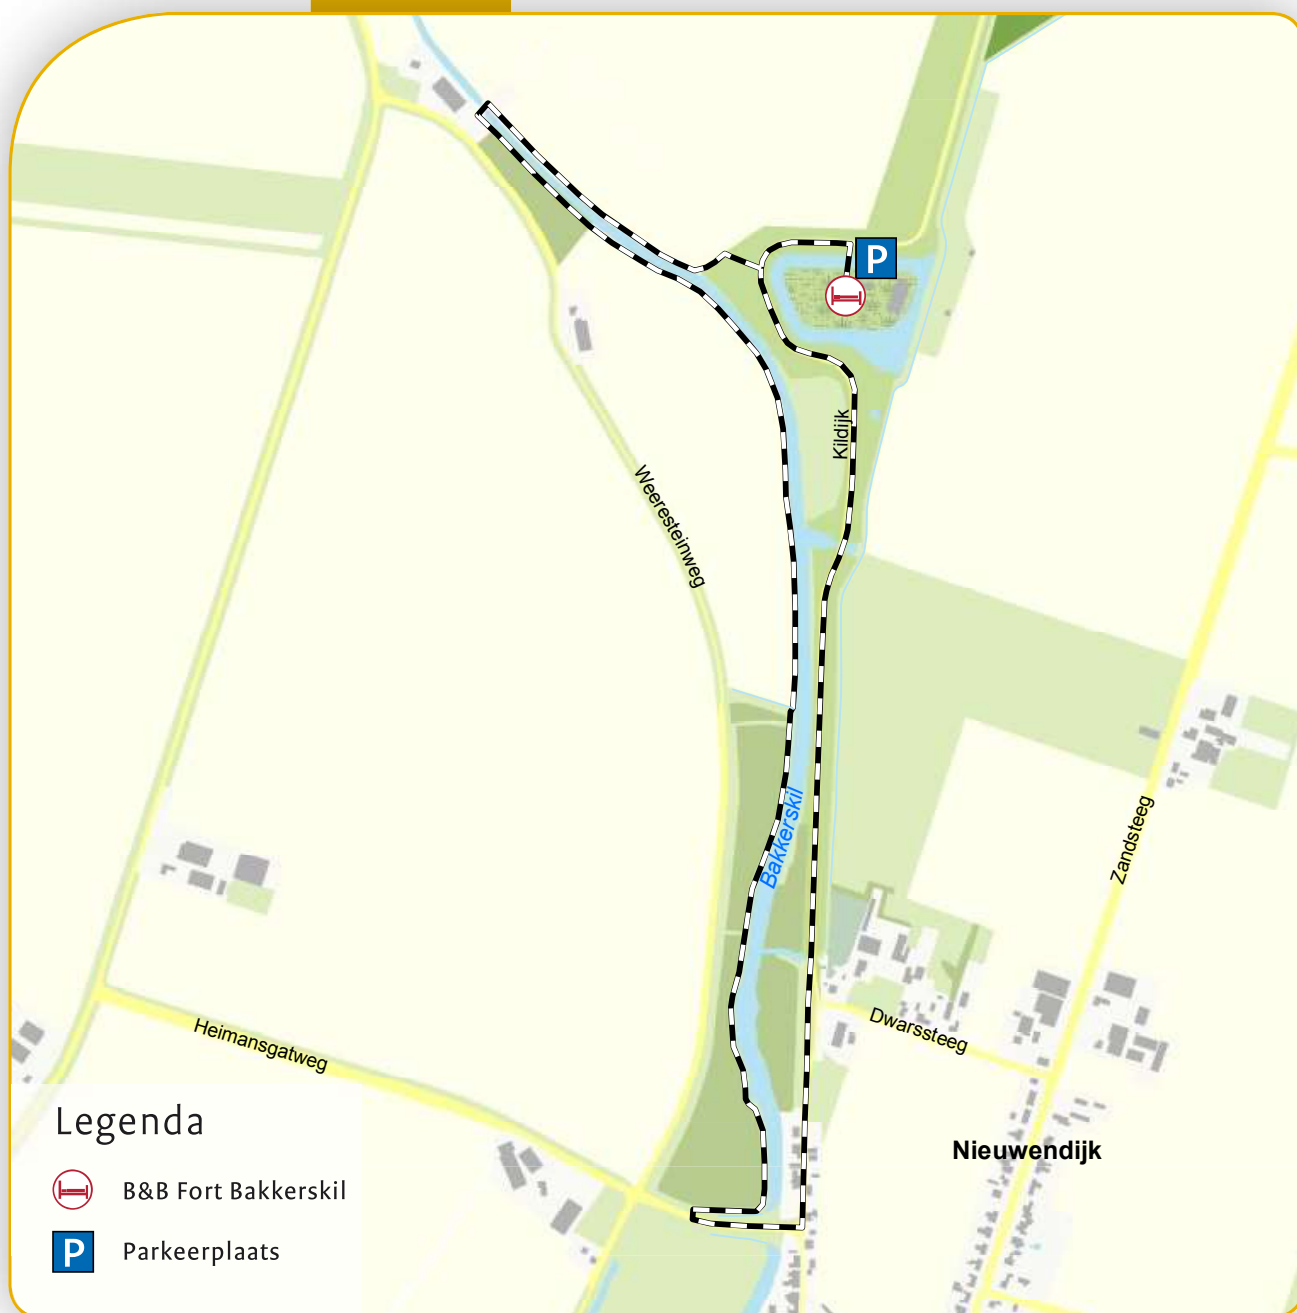 P
Kildijk
Weeresteinweg
Bakkerskil
Zandsteeg
Dwarssteeg
Heimansgatweg
Nieuwendijk
Legenda
B&B Fort Bakkerskil
P Parkeerplaats